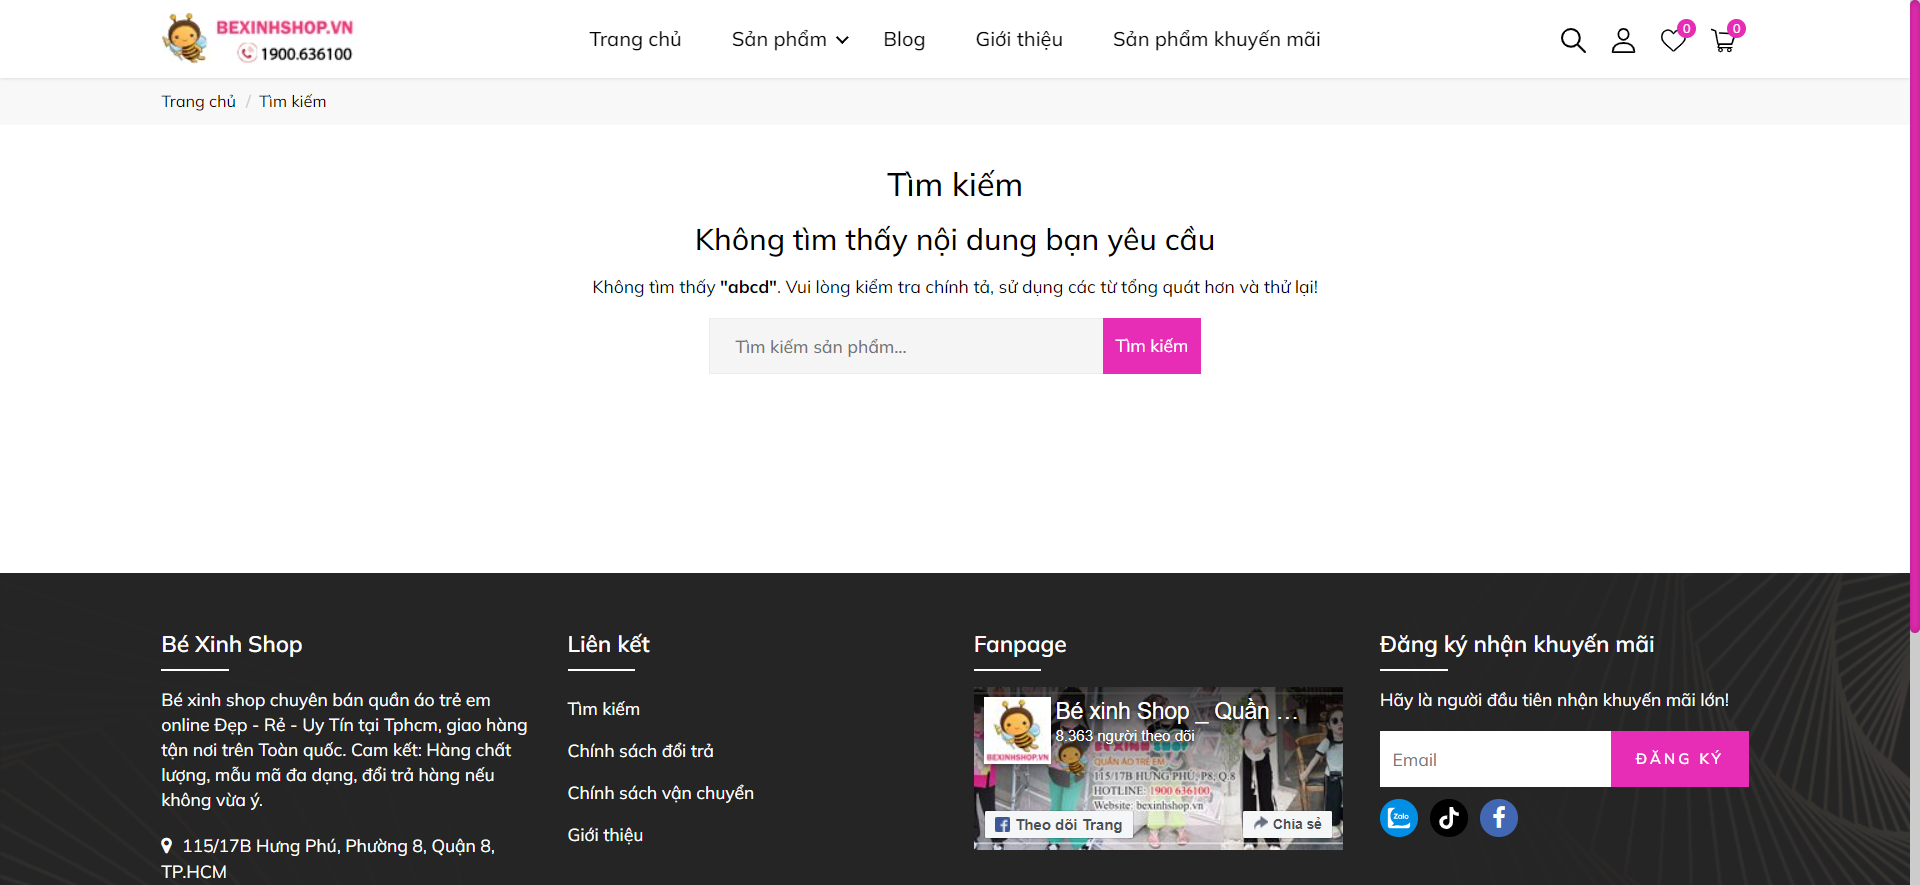 BEXINHSHOP.VN
1900.636100
Trang chủ
Sản phẩm
Blog
Giới thiệu
Sản phẩm khuyến mãi
0
0
Trang chủ / Tìm kiếm
Tìm kiếm
Không tìm thấy nội dung bạn yêu cầu
Không tìm thấy "abcd". Vui lòng kiểm tra chính tả, sử dụng các từ tổng quát hơn và thử lại!
Tìm kiếm sản phẩm...
Tìm kiếm
Bé Xinh Shop
Bé xinh shop chuyên bán quần áo trẻ em
online Đẹp - Rẻ - Uy Tín tại Tphcm, giao hàng
tận nơi trên Toàn quốc. Cam kết: Hàng chất
lượng, mẫu mã đa dạng, đổi trả hàng nếu
không vừa ý.
115/17B Hưng Phú, Phường 8, Quận 8,
TP.HCM
Liên kết
Tìm kiếm
Chính sách đổi trả
Chính sách vận chuyển
Giới thiệu
Fanpage
BEXINHSHOP.VN
Bé xinh Shop _ Quần ...
8.363 người theo dõi
BÉ XINH SHOP
QUẦN ÁO TRẺ EM
115/17B HƯNG PHÚ, P8, Q.8
HOTLINE: 1900 636100
Website: bexinhshop.vn
Theo dõi Trang
Chia sẻ
Đăng ký nhận khuyến mãi
Hãy là người đầu tiên nhận khuyến mãi lớn!
Email
ĐĂNG KÝ
Zalo